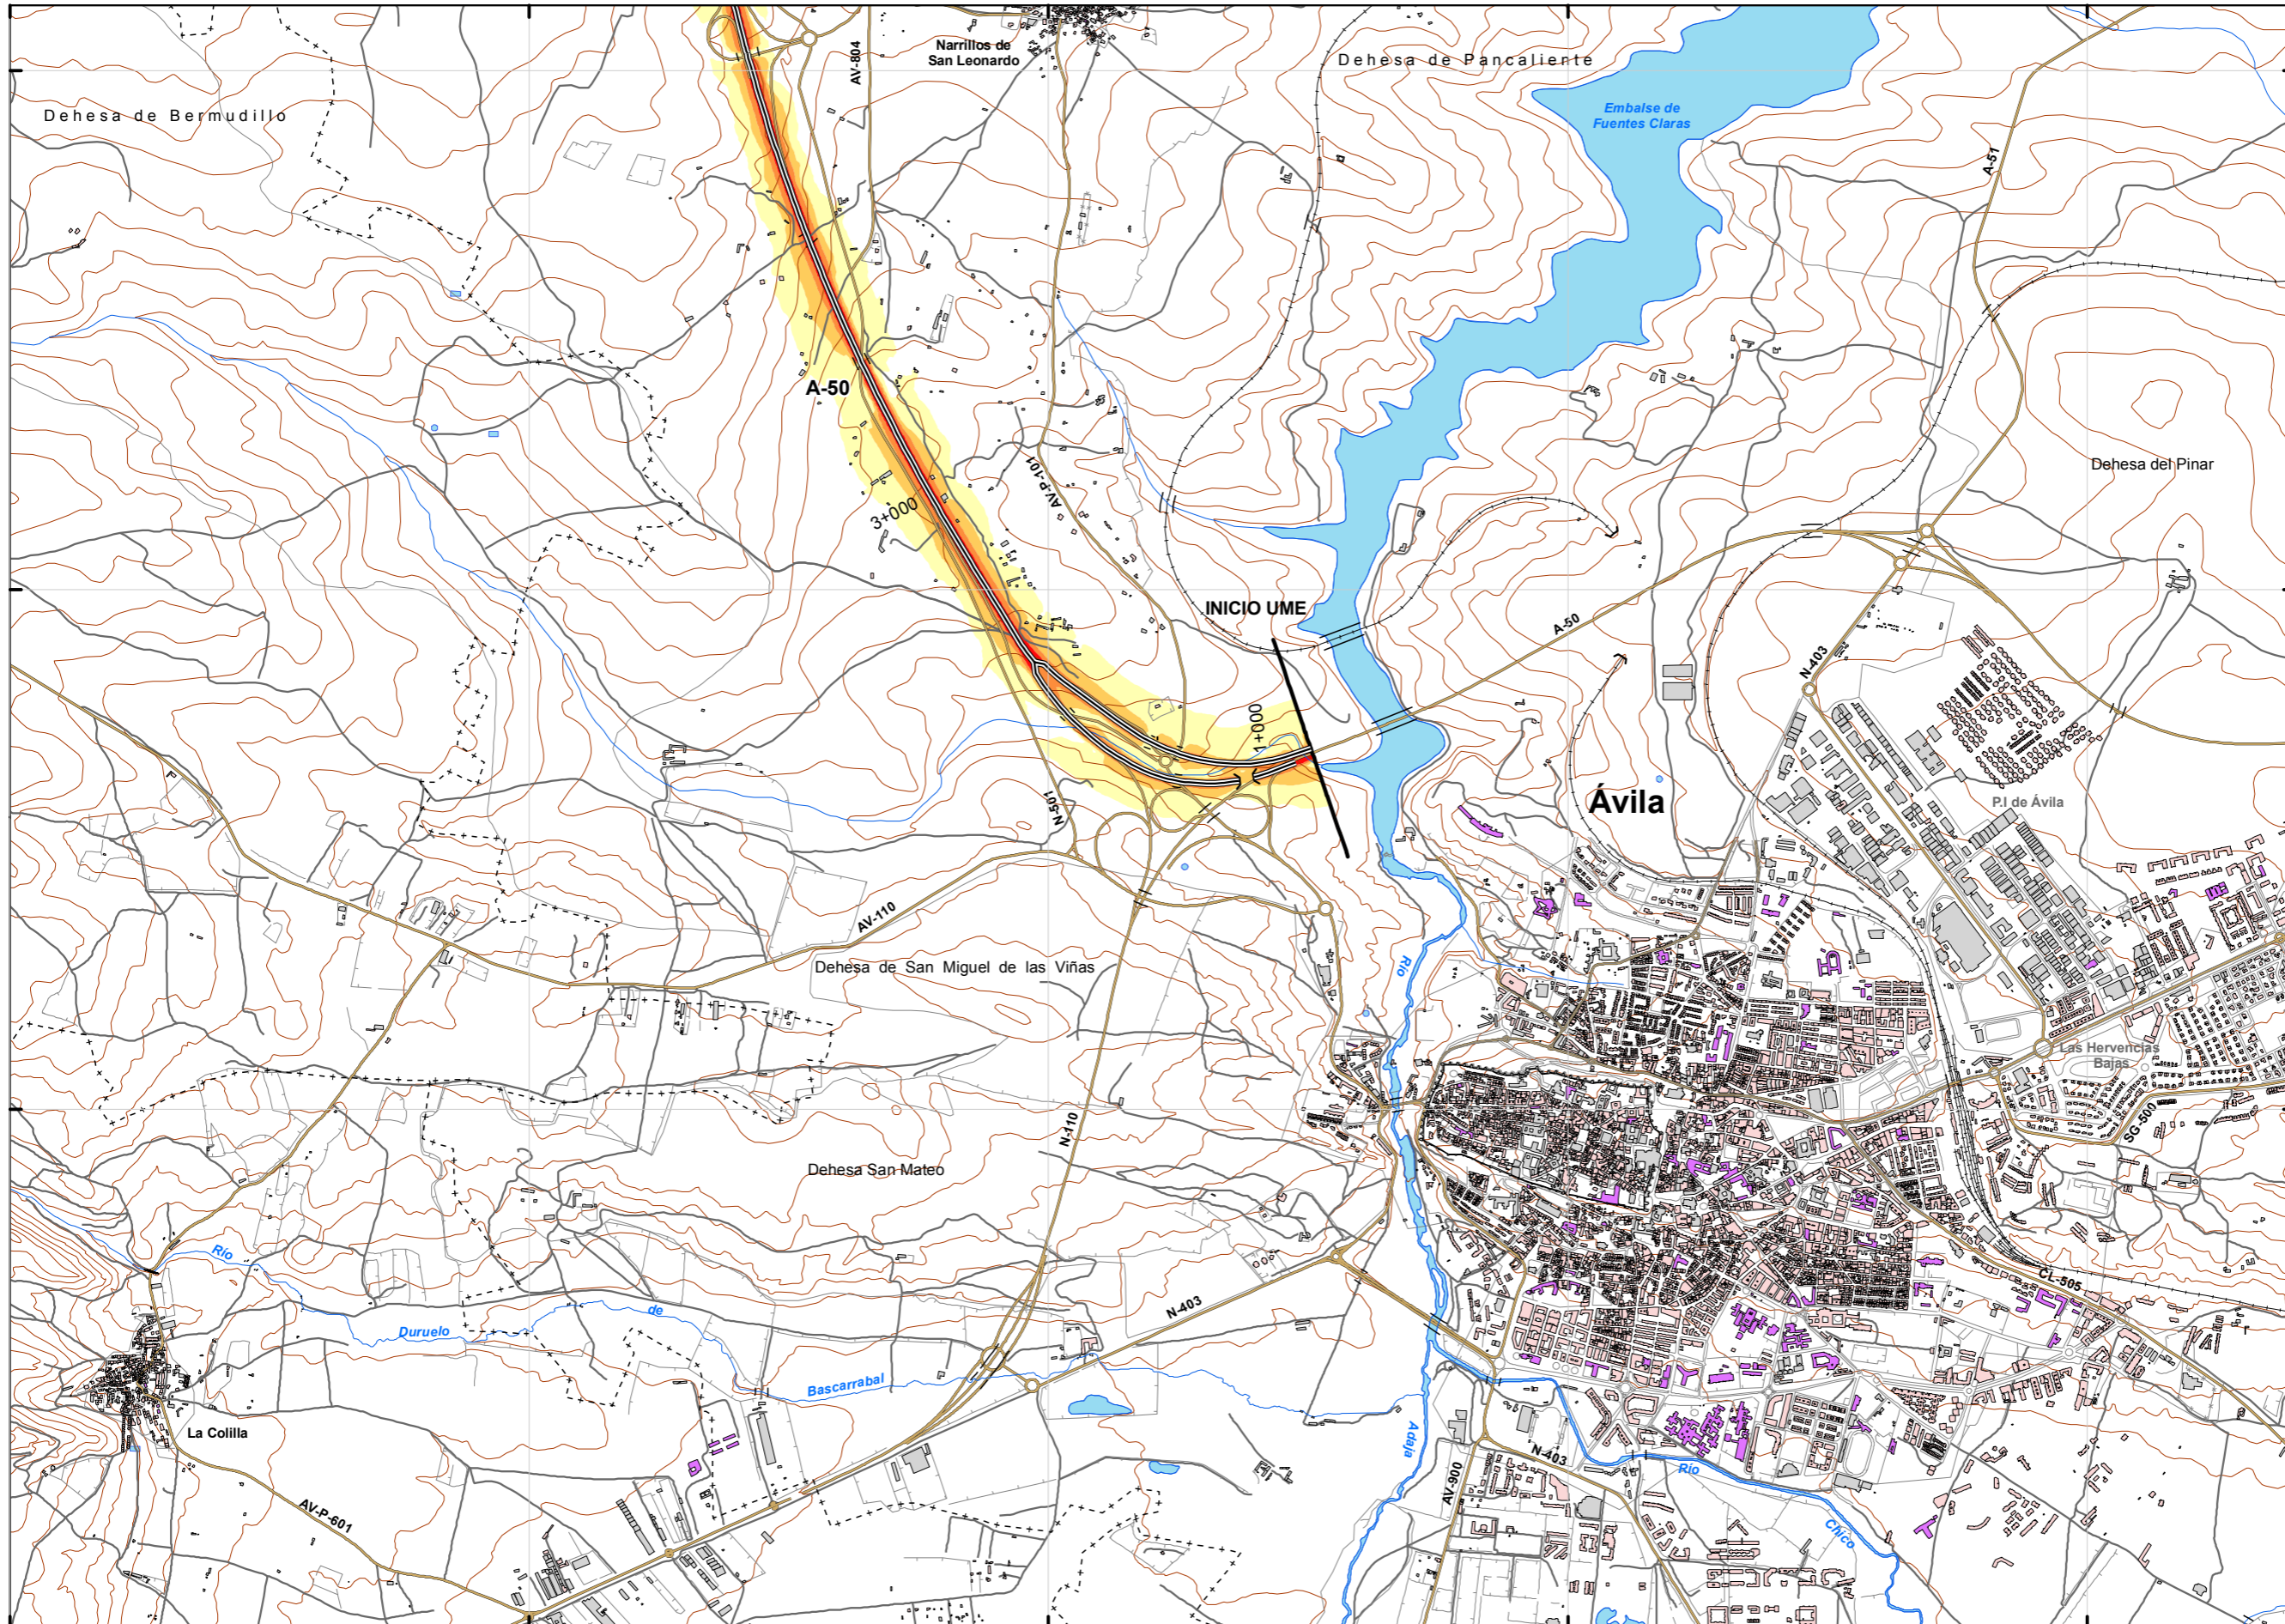 Narrillos de
San Leonardo
AV-804
Dehesa de Pancaliente
Dehesa de Bermudillo
Embalse de
Fuentes Claras
A-51
A-50
AV-P-101
Dehesa del Pinar
3+000
INICIO UME
A-50
N-403
1+000
N-501
Ávila
P.I de Ávila
AV-110
Dehesa de San Miguel de las Viñas
Río
Las Hervencias
Bajas
SG-500
N-110
Dehesa San Mateo
Río
de
Duruelo
Bascarrabal
N-403
CL-505
La Colilla
Adaja
AV-900
N-403
Río
Chico
AV-P-601